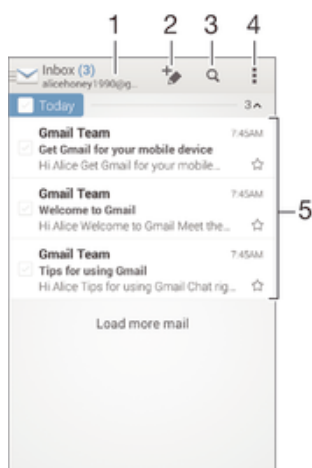 1 2 3 4
Inbox (3)
alicehoney1990@g...
Today 3
Gmail Team 7:45AM
Get Gmail for your mobile device
Hi Alice Get Gmail for your mobile...
Gmail Team 7:45AM
Welcome to Gmail
Hi Alice Welcome to Gmail Meet the...
5
Gmail Team 7:45AM
Tips for using Gmail
Hi Alice Tips for using Gmail Chat rig...
Load more mail